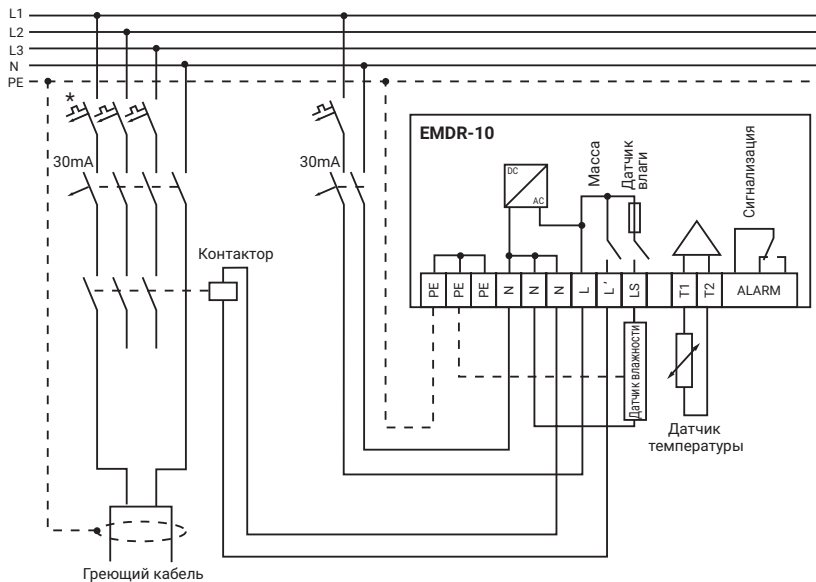 L1
L2
L3
N
PE
*
30mA
30mA
EMDR-10
DC
AC
Масса
Датчик
влаги
Сигнализация
Контактор
PE
PE
PE
N
N
N
L
L'
LS
T1
T2
ALARM
Датчик влажности
Датчик
температуры
Греющий кабель